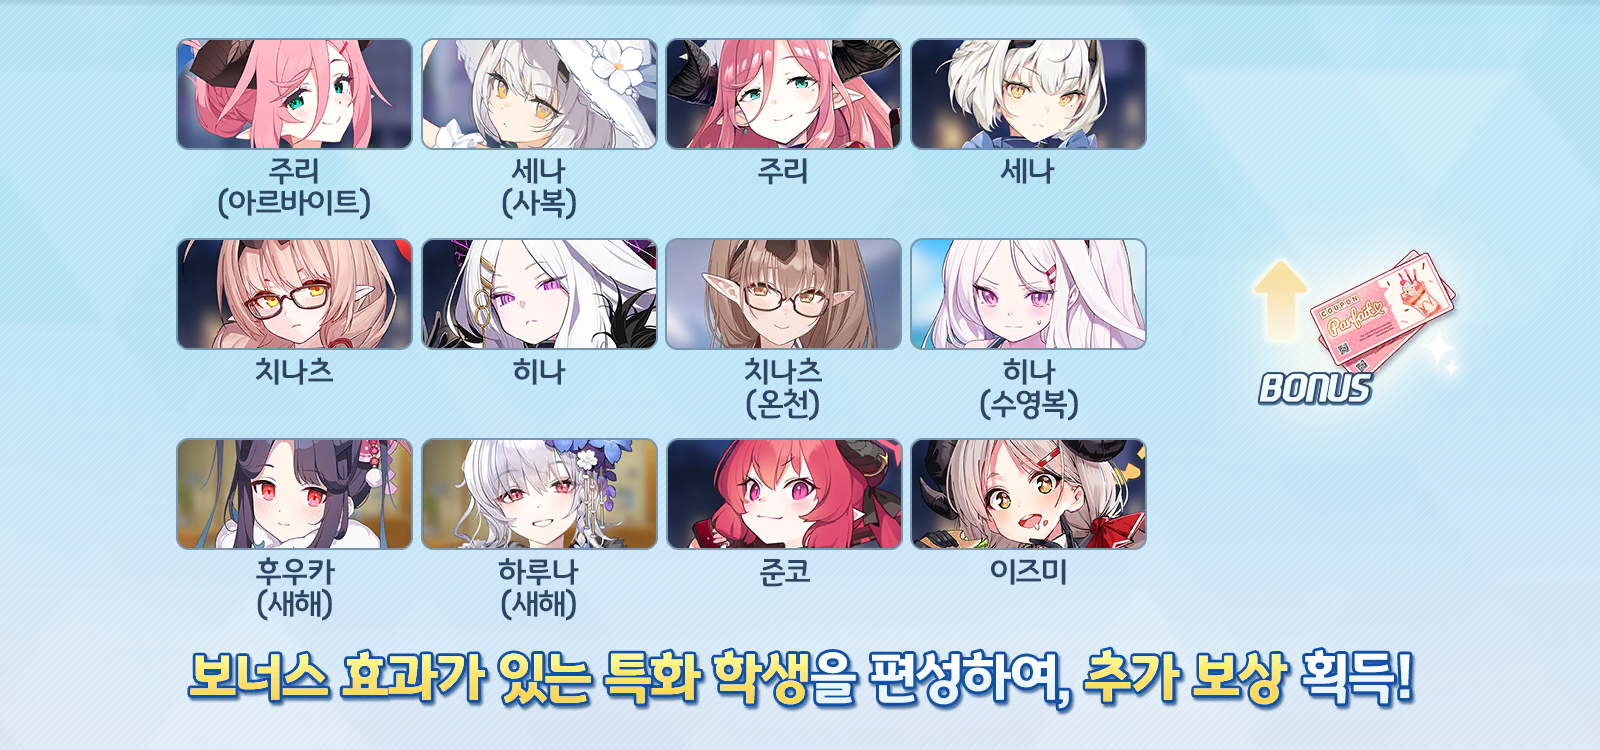 주리
(아르바이트)
세나
(사복)
주리
세나
치나츠
히나
치나츠
(온천)
히나
(수영복)
COUPON
Parfait
BONUS
후우카
(새해)
하루나
(새해)
준코
이즈미
보너스 효과가 있는 특화 학생을 편성하여, 추가 보상 획득!